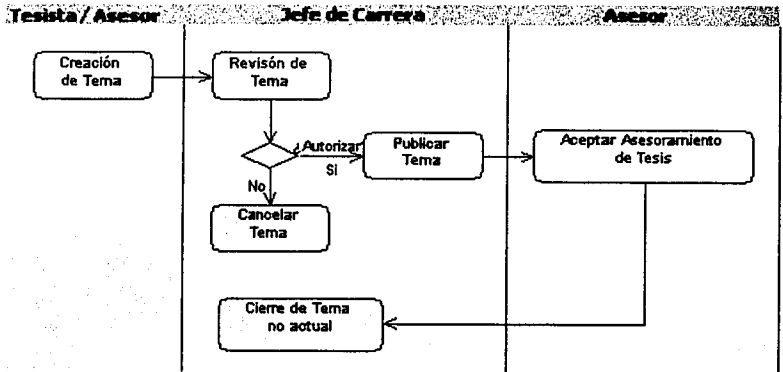 Tesista / Asesor
Jefe de Carrera
Asesor
Creación
de Tema
Revisón de
Tema
¿ Autorizar
SI
No
Publicar
Tema
Aceptar Asesoramiento
de Tesis
Cancelar
Tema
Cierre de Tema
no actual